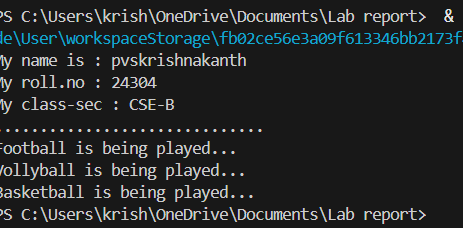 PS C:\Users\krish\OneDrive\Documents\Lab report>  &
de\User\workspaceStorage\fb02ce56e3a09f613346bb2173f
My name is : pvskrishnakanth
My roll.no : 24304
My class-sec : CSE-B
..............................
Football is being played...
Vollyball is being played...
Basketball is being played...
PS C:\Users\krish\OneDrive\Documents\Lab report>